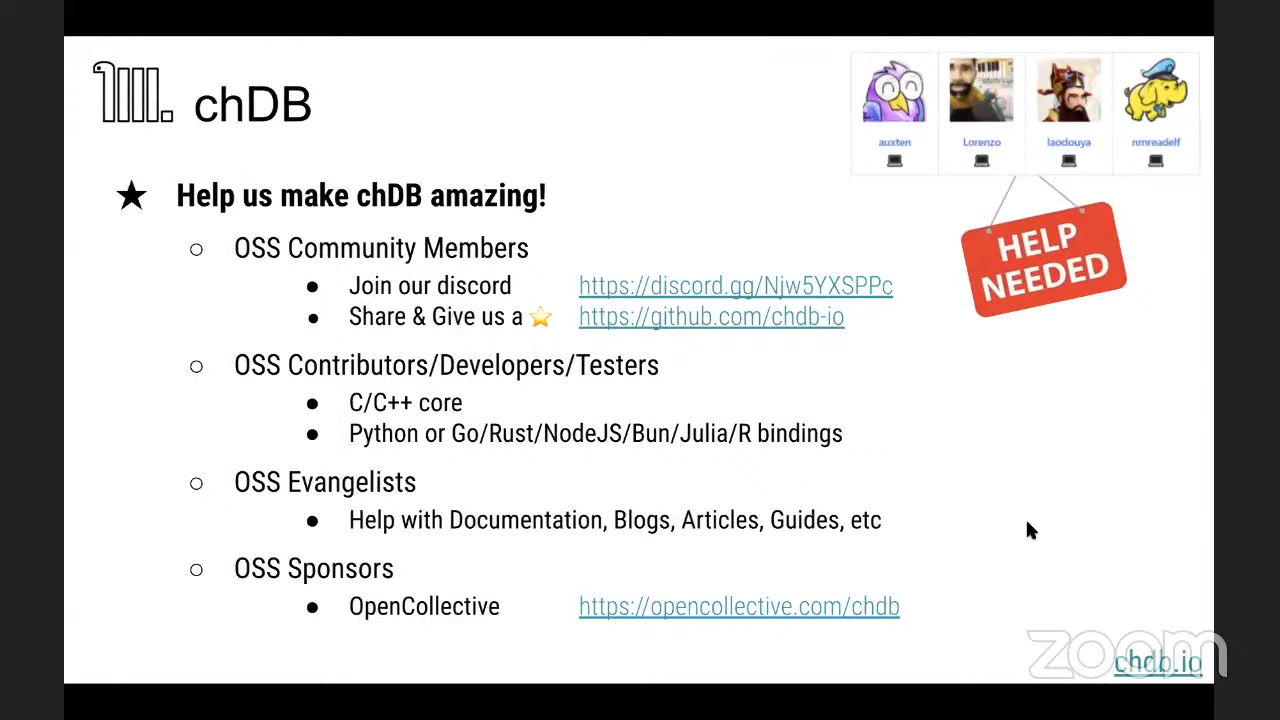 chDB
auxten
Lorenzo
laodouya
nmreadelf
HELP
NEEDED
★ Help us make chDB amazing!
○ OSS Community Members
● Join our discord https://discord.gg/Njw5YXSPPc
● Share & Give us a ⭐ https://github.com/chdb-io
○ OSS Contributors/Developers/Testers
● C/C++ core
● Python or Go/Rust/NodeJS/Bun/Julia/R bindings
○ OSS Evangelists
● Help with Documentation, Blogs, Articles, Guides, etc
○ OSS Sponsors
● OpenCollective https://opencollective.com/chdb
zoom
chdb.io